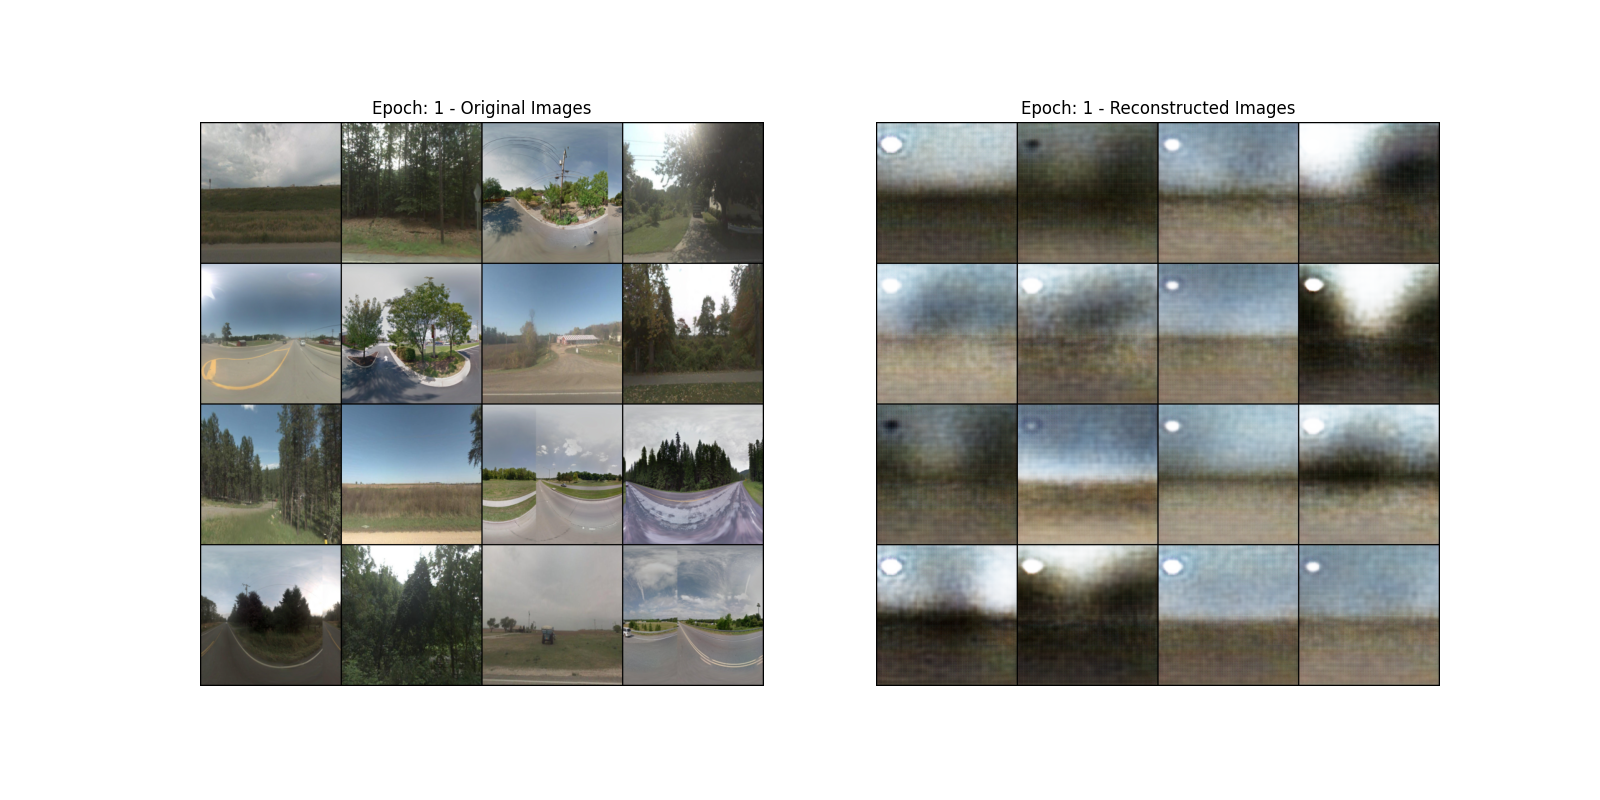 Epoch: 1 - Original Images
Epoch: 1 - Reconstructed Images